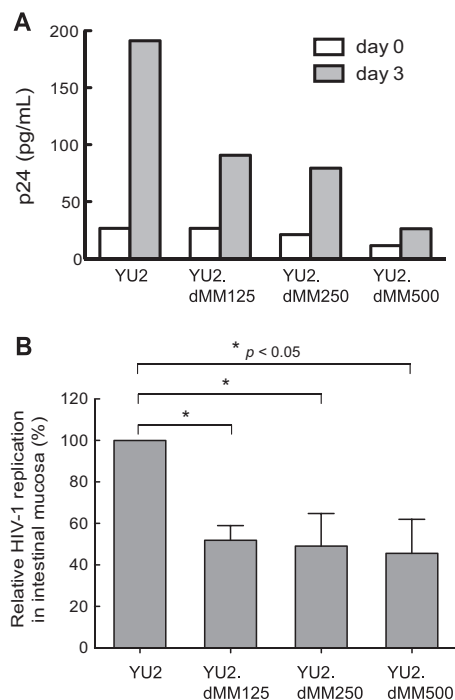 A
200
150
100
50
0
p24 (pg/mL)
day 0
day 3
YU2
YU2.
dMM125
YU2.
dMM250
YU2.
dMM500
B
* p < 0.05
*
*
120
100
80
60
40
20
0
Relative HIV-1 replication
in intestinal mucosa (%)
YU2
YU2.
dMM125
YU2.
dMM250
YU2.
dMM500